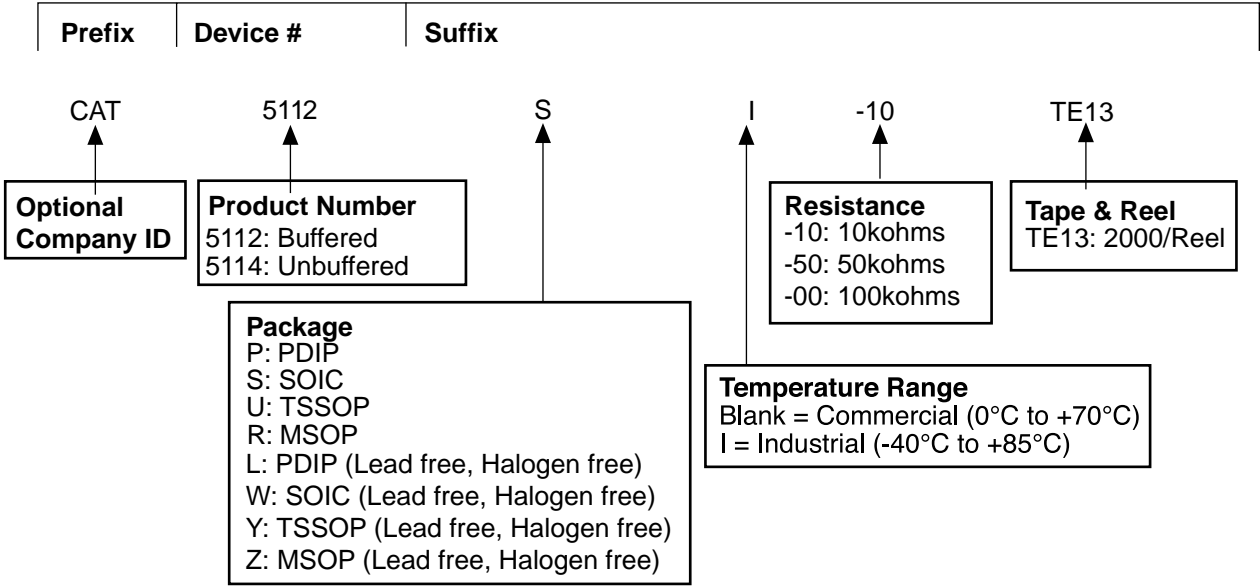 Prefix Device # Suffix
CAT 5112 S I -10 TE13
Optional
Company ID
Product Number
5112: Buffered
5114: Unbuffered
Resistance
-10: 10kohms
-50: 50kohms
-00: 100kohms
Tape & Reel
TE13: 2000/Reel
Package
P: PDIP
S: SOIC
U: TSSOP
R: MSOP
L: PDIP (Lead free, Halogen free)
W: SOIC (Lead free, Halogen free)
Y: TSSOP (Lead free, Halogen free)
Z: MSOP (Lead free, Halogen free)
Temperature Range
Blank = Commercial (0°C to +70°C)
I = Industrial (-40°C to +85°C)